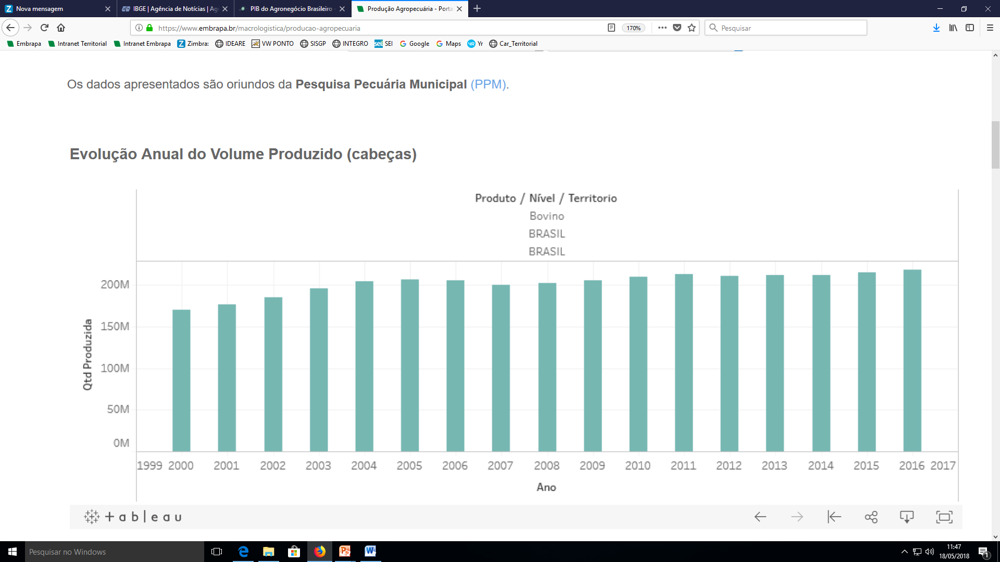 Nova mensagem
IBGE | Agência de Notícias | Ag
PIB do Agronegócio Brasileiro -
Produção Agropecuária - Porta
https://www.embrapa.br/macrologistica/producao-agropecuaria
170%
Pesquisar
Embrapa
Intranet Territorial
Intranet Embrapa
Zimbra:
IDEARE
VW PONTO
SISGP
INTEGRO
SEI
Google
Maps
Yr
Car_Territorial
Os dados apresentados são oriundos da Pesquisa Pecuária Municipal (PPM).
Evolução Anual do Volume Produzido (cabeças)
Produto / Nível / Territorio
Bovino
BRASIL
BRASIL
Qtd Produzida
200M
150M
100M
50M
0M
1999 2000 2001 2002 2003 2004 2005 2006 2007 2008 2009 2010 2011 2012 2013 2014 2015 2016 2017
Ano
+ableau
Pesquisar no Windows
11:47
18/05/2018
1